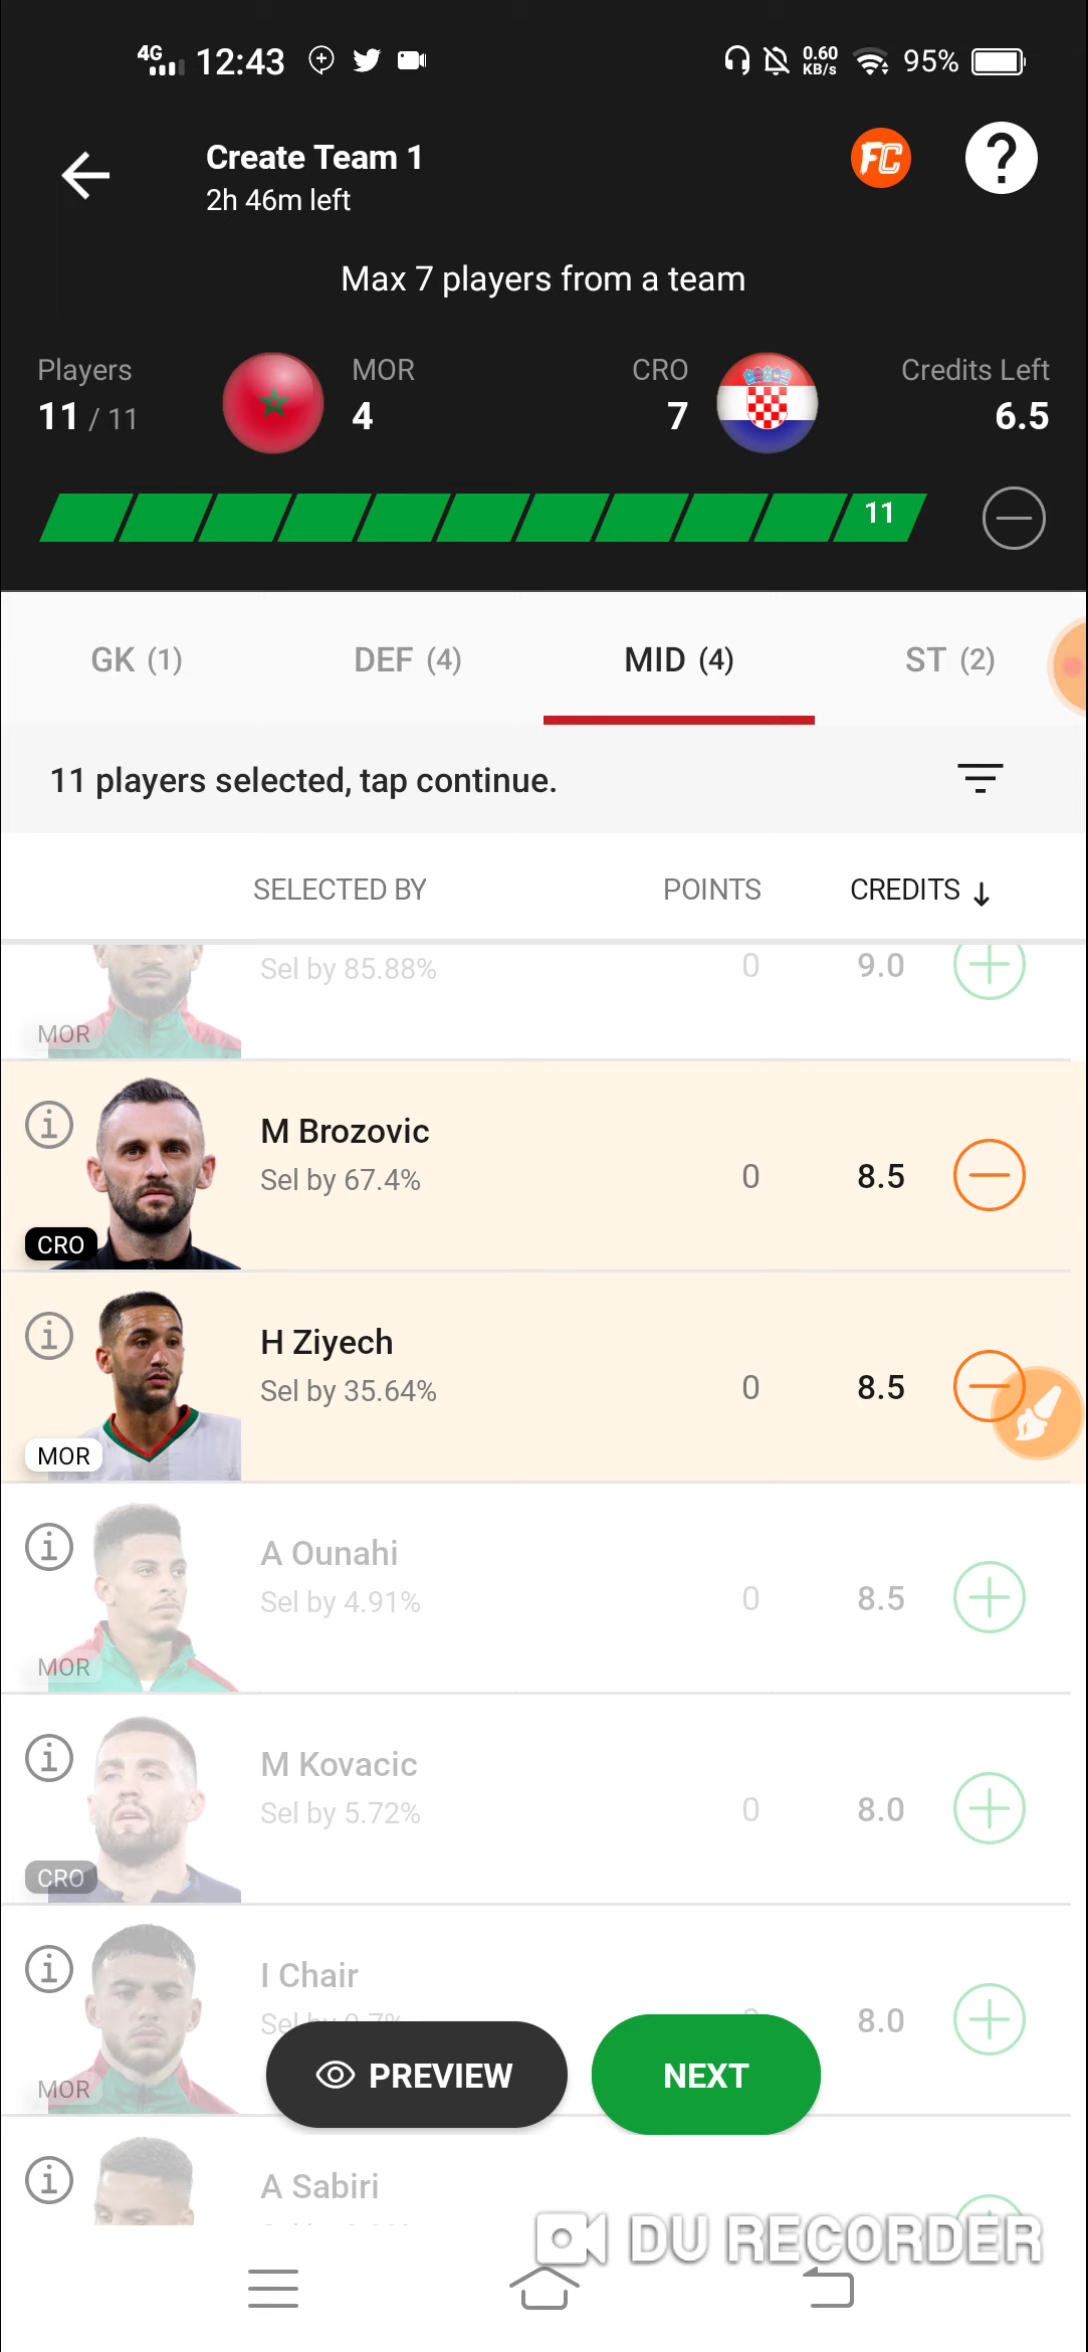 4G 12:43 0.60 KB/s 95%
Create Team 1
2h 46m left
FC ?
Max 7 players from a team
Players MOR CRO Credits Left
11 / 11 4 7 6.5
11
GK (1) DEF (4) MID (4) ST (2)
11 players selected, tap continue.
SELECTED BY POINTS CREDITS ↓
Sel by 85.88% 0 9.0
MOR
M Brozovic
Sel by 67.4% 0 8.5
CRO
H Ziyech
Sel by 35.64% 0 8.5
MOR
A Ounahi
Sel by 4.91% 0 8.5
MOR
M Kovacic
Sel by 5.72% 0 8.0
CRO
I Chair
Sel by 0.7% 0 8.0
MOR
PREVIEW NEXT
A Sabiri
DU RECORDER